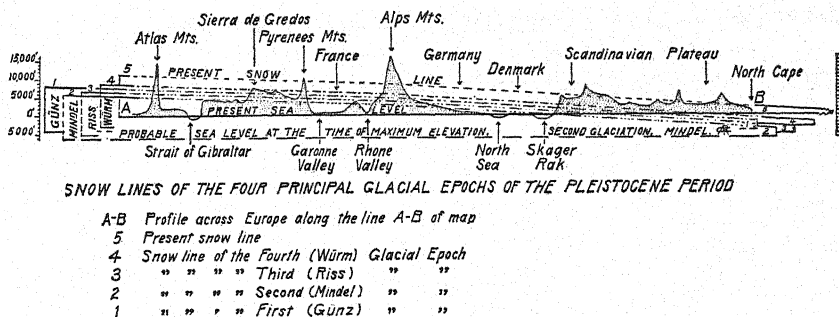 Sierra de Gredos
Alps Mts.
Atlas Mts.
Pyrenees Mts.
France
Germany
Denmark
Scandinavian Plateau
North Cape
15,000'
10,000'
5000'
0'
5000'
5 PRESENT SNOW LINE
4
3
2
1
GÜNZ
MINDEL
RISS
WÜRM
A
B
PRESENT SEA LEVEL
PROBABLE SEA LEVEL AT THE TIME OF MAXIMUM ELEVATION. SECOND GLACIATION, MINDEL.
Strait of Gibraltar
Garonne Valley
Rhone Valley
North Sea
Skager Rak
SNOW LINES OF THE FOUR PRINCIPAL GLACIAL EPOCHS OF THE PLEISTOCENE PERIOD
A-B Profile across Europe along the line A-B of map
5 Present snow line
4 Snow line of the Fourth (Würm) Glacial Epoch
3 " " " " Third (Riss) " "
2 " " " " Second (Mindel) " "
1 " " " " First (Günz) " "